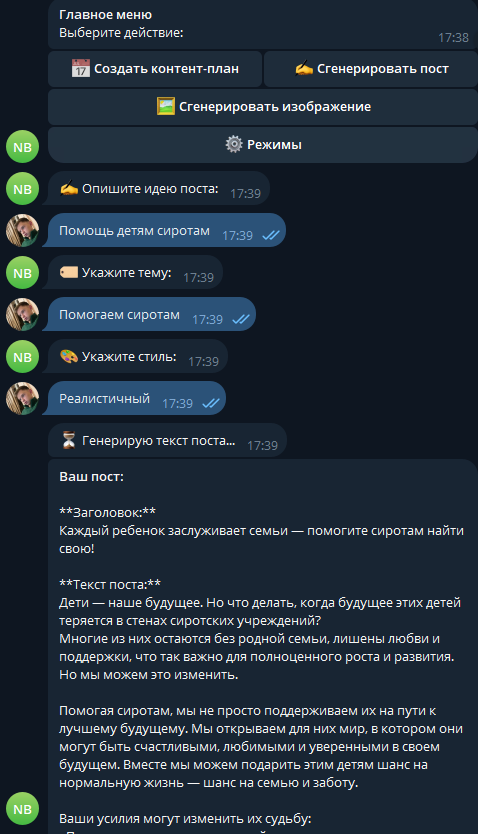 Главное меню
Выберите действие:
17:38
📅 Создать контент-план
✍️ Сгенерировать пост
🖼️ Сгенерировать изображение
⚙️ Режимы
NB
✍️ Опишите идею поста: 17:39
Помощь детям сиротам 17:39
NB
🏷️ Укажите тему: 17:39
Помогаем сиротам 17:39
NB
🎨 Укажите стиль: 17:39
Реалистичный 17:39
⏳ Генерирую текст поста... 17:39
Ваш пост:
**Заголовок:**
Каждый ребенок заслуживает семьи — помогите сиротам найти
свою!
**Текст поста:**
Дети — наше будущее. Но что делать, когда будущее этих детей
теряется в стенах сиротских учреждений?
Многие из них остаются без родной семьи, лишены любви и
поддержки, что так важно для полноценного роста и развития.
Но мы можем это изменить.
Помогая сиротам, мы не просто поддерживаем их на пути к
лучшему будущему. Мы открываем для них мир, в котором они
могут быть счастливыми, любимыми и уверенными в своем
будущем. Вместе мы можем подарить этим детям шанс на
нормальную жизнь — шанс на семью и заботу.
NB
Ваши усилия могут изменить их судьбу: